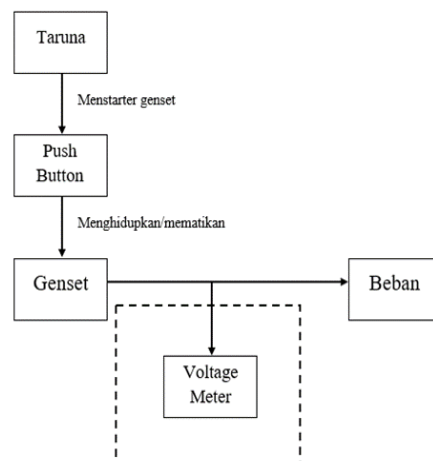 Taruna
Menstarter genset
Push
Button
Menghidupkan/mematikan
Genset
Beban
Voltage
Meter